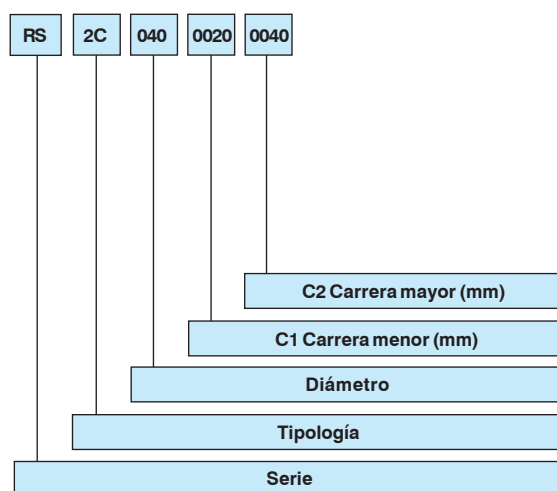 RS 2C 040 0020 0040
C2 Carrera mayor (mm)
C1 Carrera menor (mm)
Diámetro
Tipología
Serie